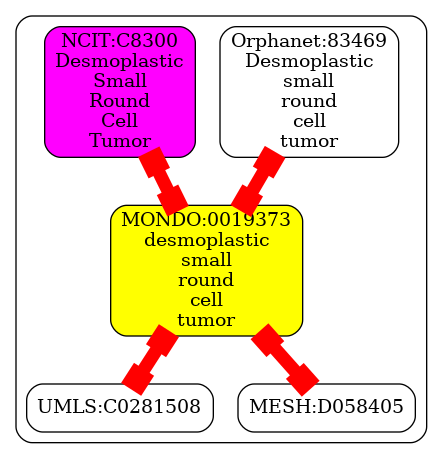 NCIT:C8300
Desmoplastic
Small
Round
Cell
Tumor
Orphanet:83469
Desmoplastic
small
round
cell
tumor
MONDO:0019373
desmoplastic
small
round
cell
tumor
UMLS:C0281508
MESH:D058405